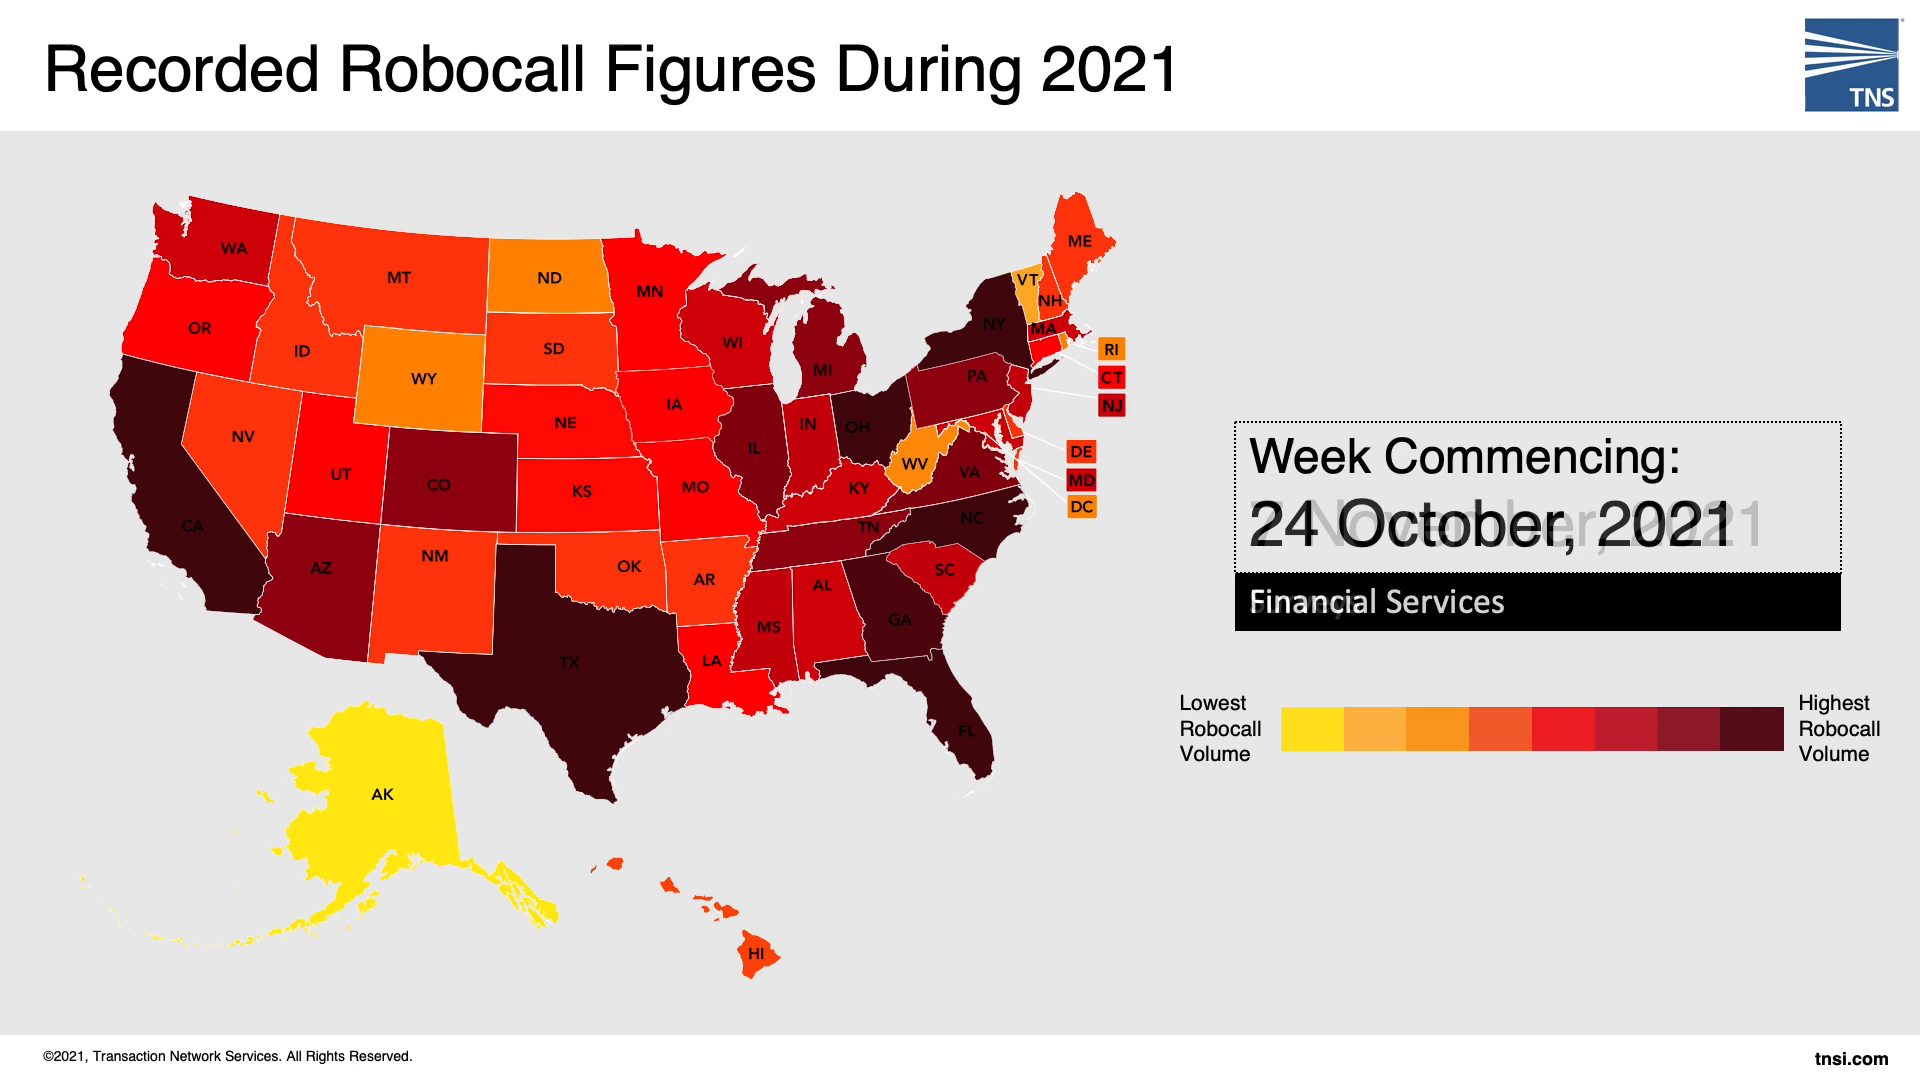 Recorded Robocall Figures During 2021
TNS
WA
MT
ND
MN
ME
VT
NH
OR
ID
SD
WI
MI
NY
MA
RI
WY
CT
PA
NJ
NV
NE
IA
IL
IN
OH
UT
CO
KS
MO
KY
WV
VA
DE
MD
DC
CA
AZ
NM
OK
AR
TN
NC
MS
AL
GA
SC
TX
LA
FL
AK
HI
Week Commencing:
24 October, 2021
7 November, 2021
Financial Services
Lowest
Robocall
Volume
Highest
Robocall
Volume
©2021, Transaction Network Services. All Rights Reserved.
tnsi.com